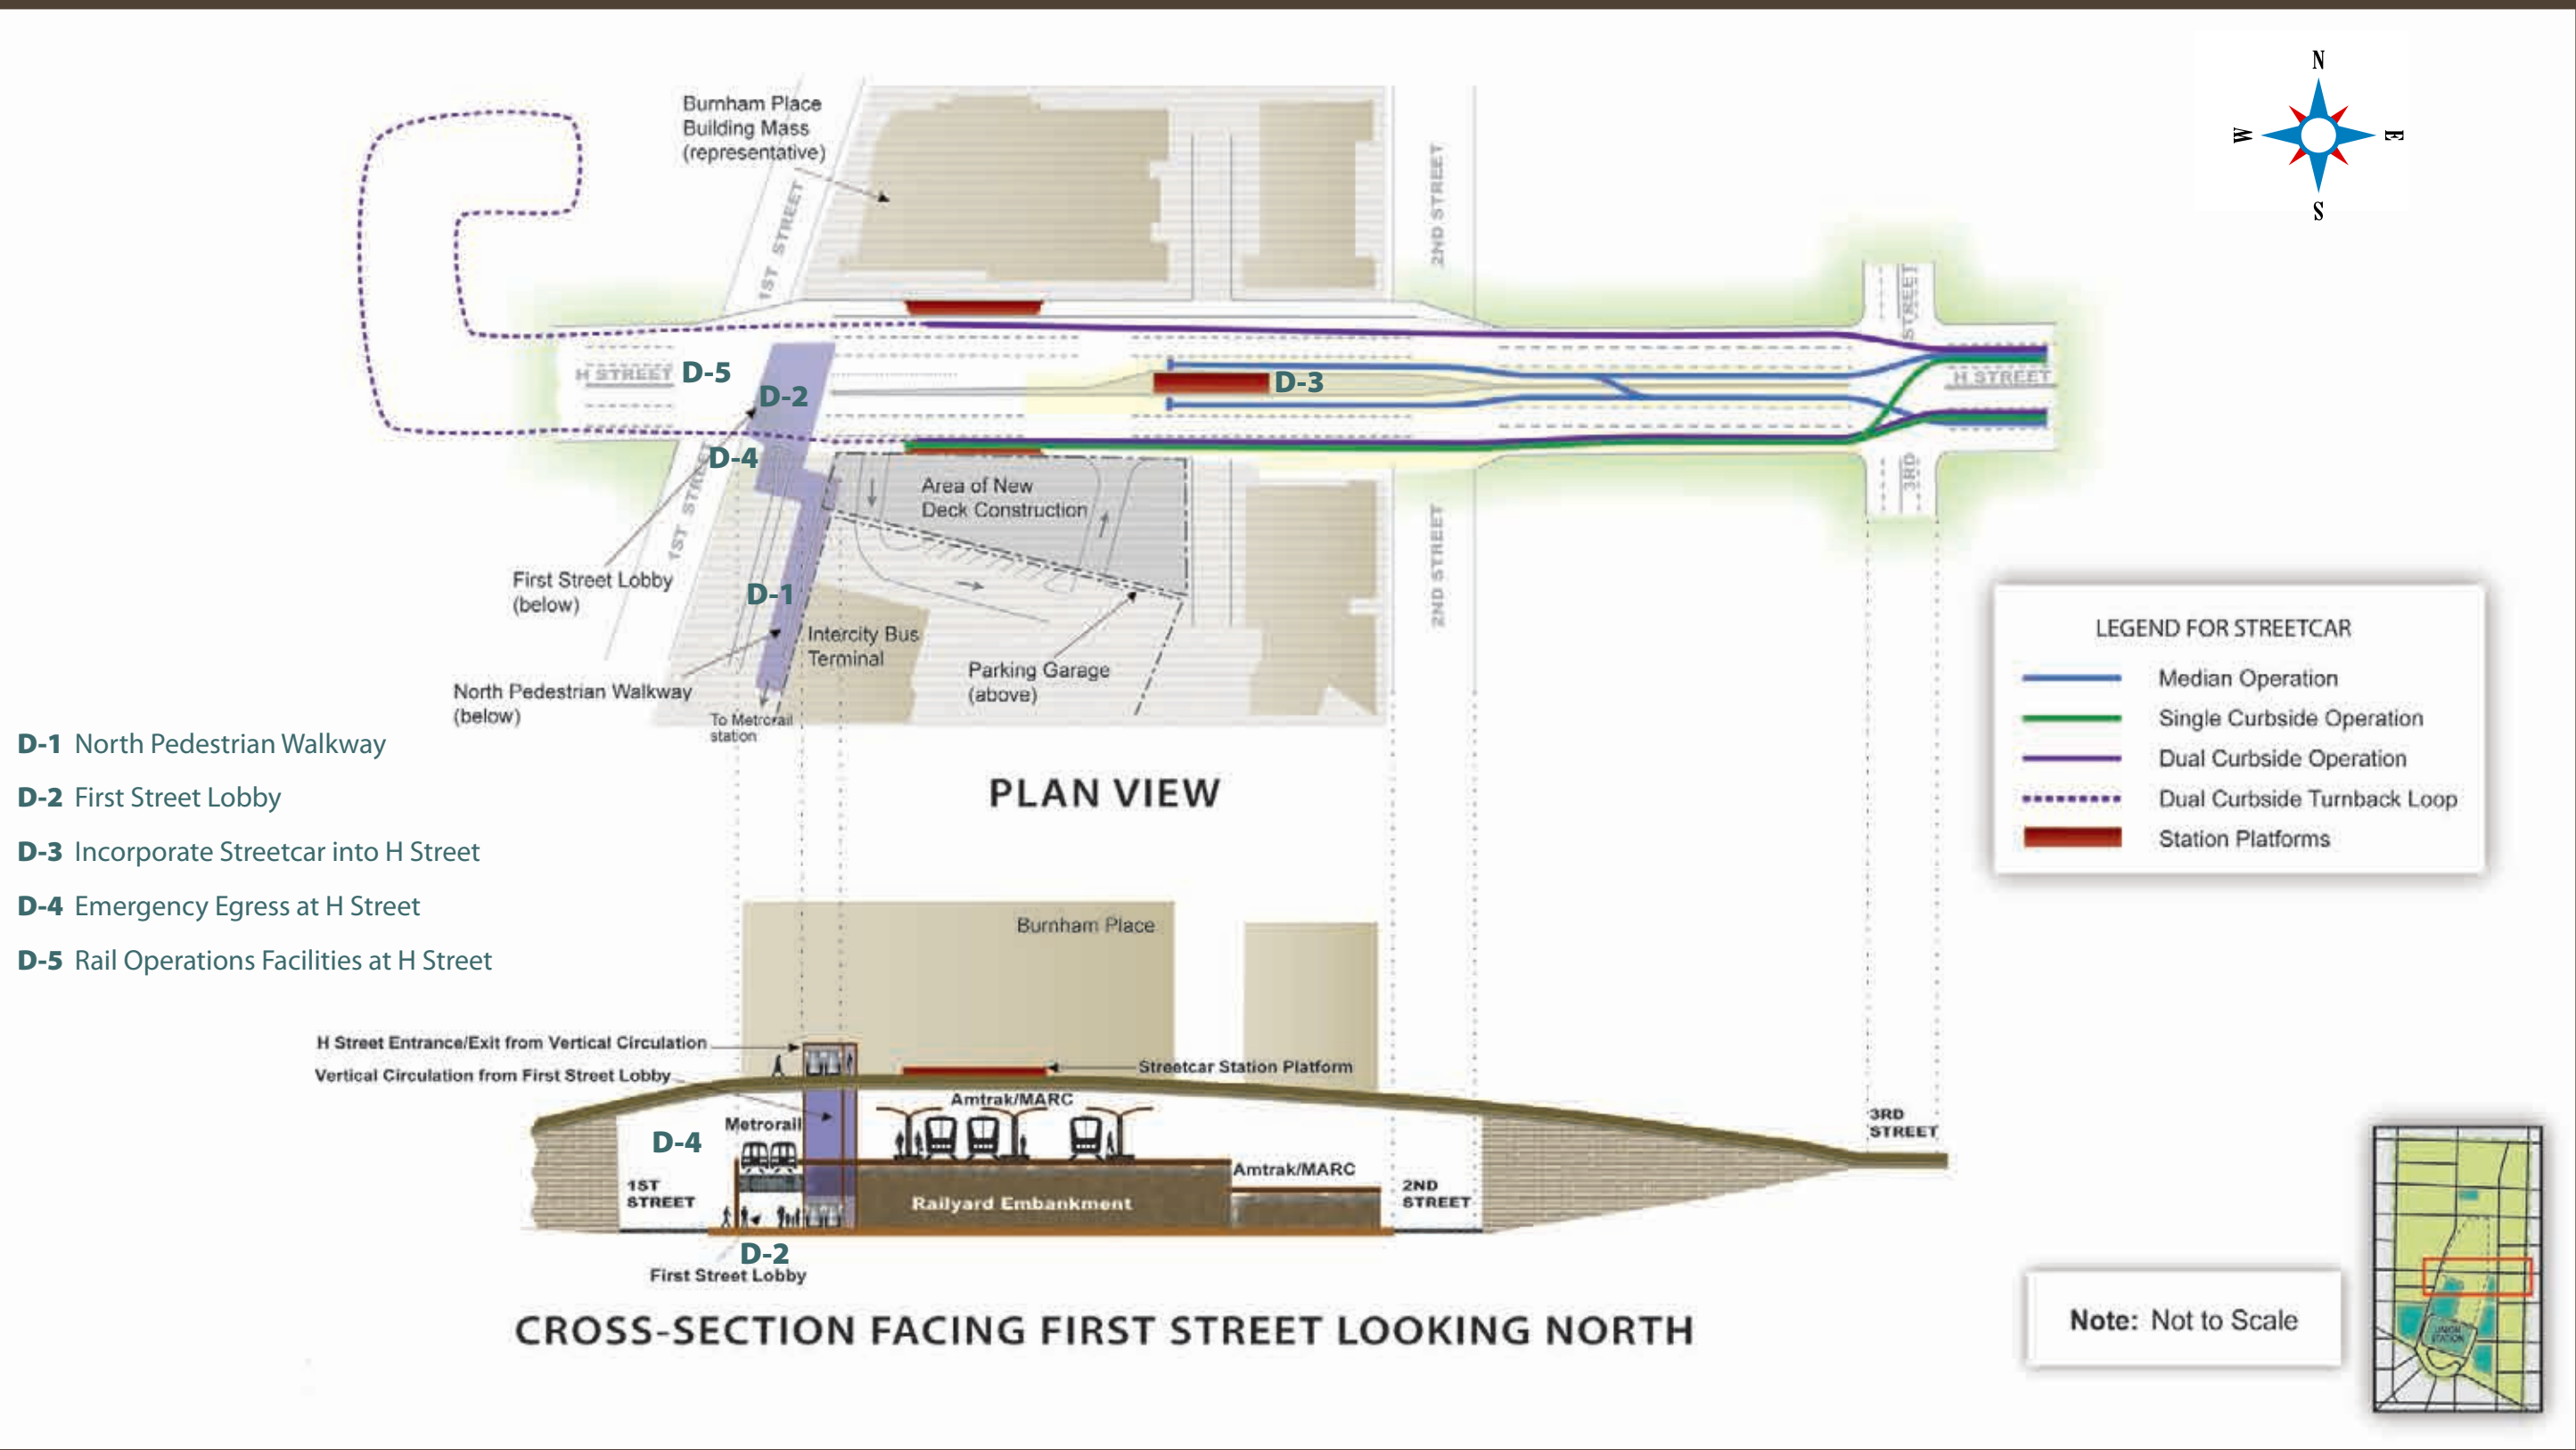 N
W
E
S
Burnham Place
Building Mass
(representative)
1ST STREET
2ND STREET
STREET
H STREET
D-5
D-2
D-3
H STREET
D-4
1ST STREET
3RD
Area of New
Deck Construction
2ND STREET
First Street Lobby
(below)
D-1
Intercity Bus
Terminal
Parking Garage
(above)
North Pedestrian Walkway
(below)
To Metrorail
station
LEGEND FOR STREETCAR
Median Operation
Single Curbside Operation
Dual Curbside Operation
Dual Curbside Turnback Loop
Station Platforms
D-1 North Pedestrian Walkway
D-2 First Street Lobby
D-3 Incorporate Streetcar into H Street
D-4 Emergency Egress at H Street
D-5 Rail Operations Facilities at H Street
PLAN VIEW
Burnham Place
H Street Entrance/Exit from Vertical Circulation
Vertical Circulation from First Street Lobby
Streetcar Station Platform
Amtrak/MARC
Metrorail
D-4
3RD
STREET
Amtrak/MARC
1ST
STREET
Railyard Embankment
2ND
STREET
D-2
First Street Lobby
CROSS-SECTION FACING FIRST STREET LOOKING NORTH
Note: Not to Scale
UNION
STATION